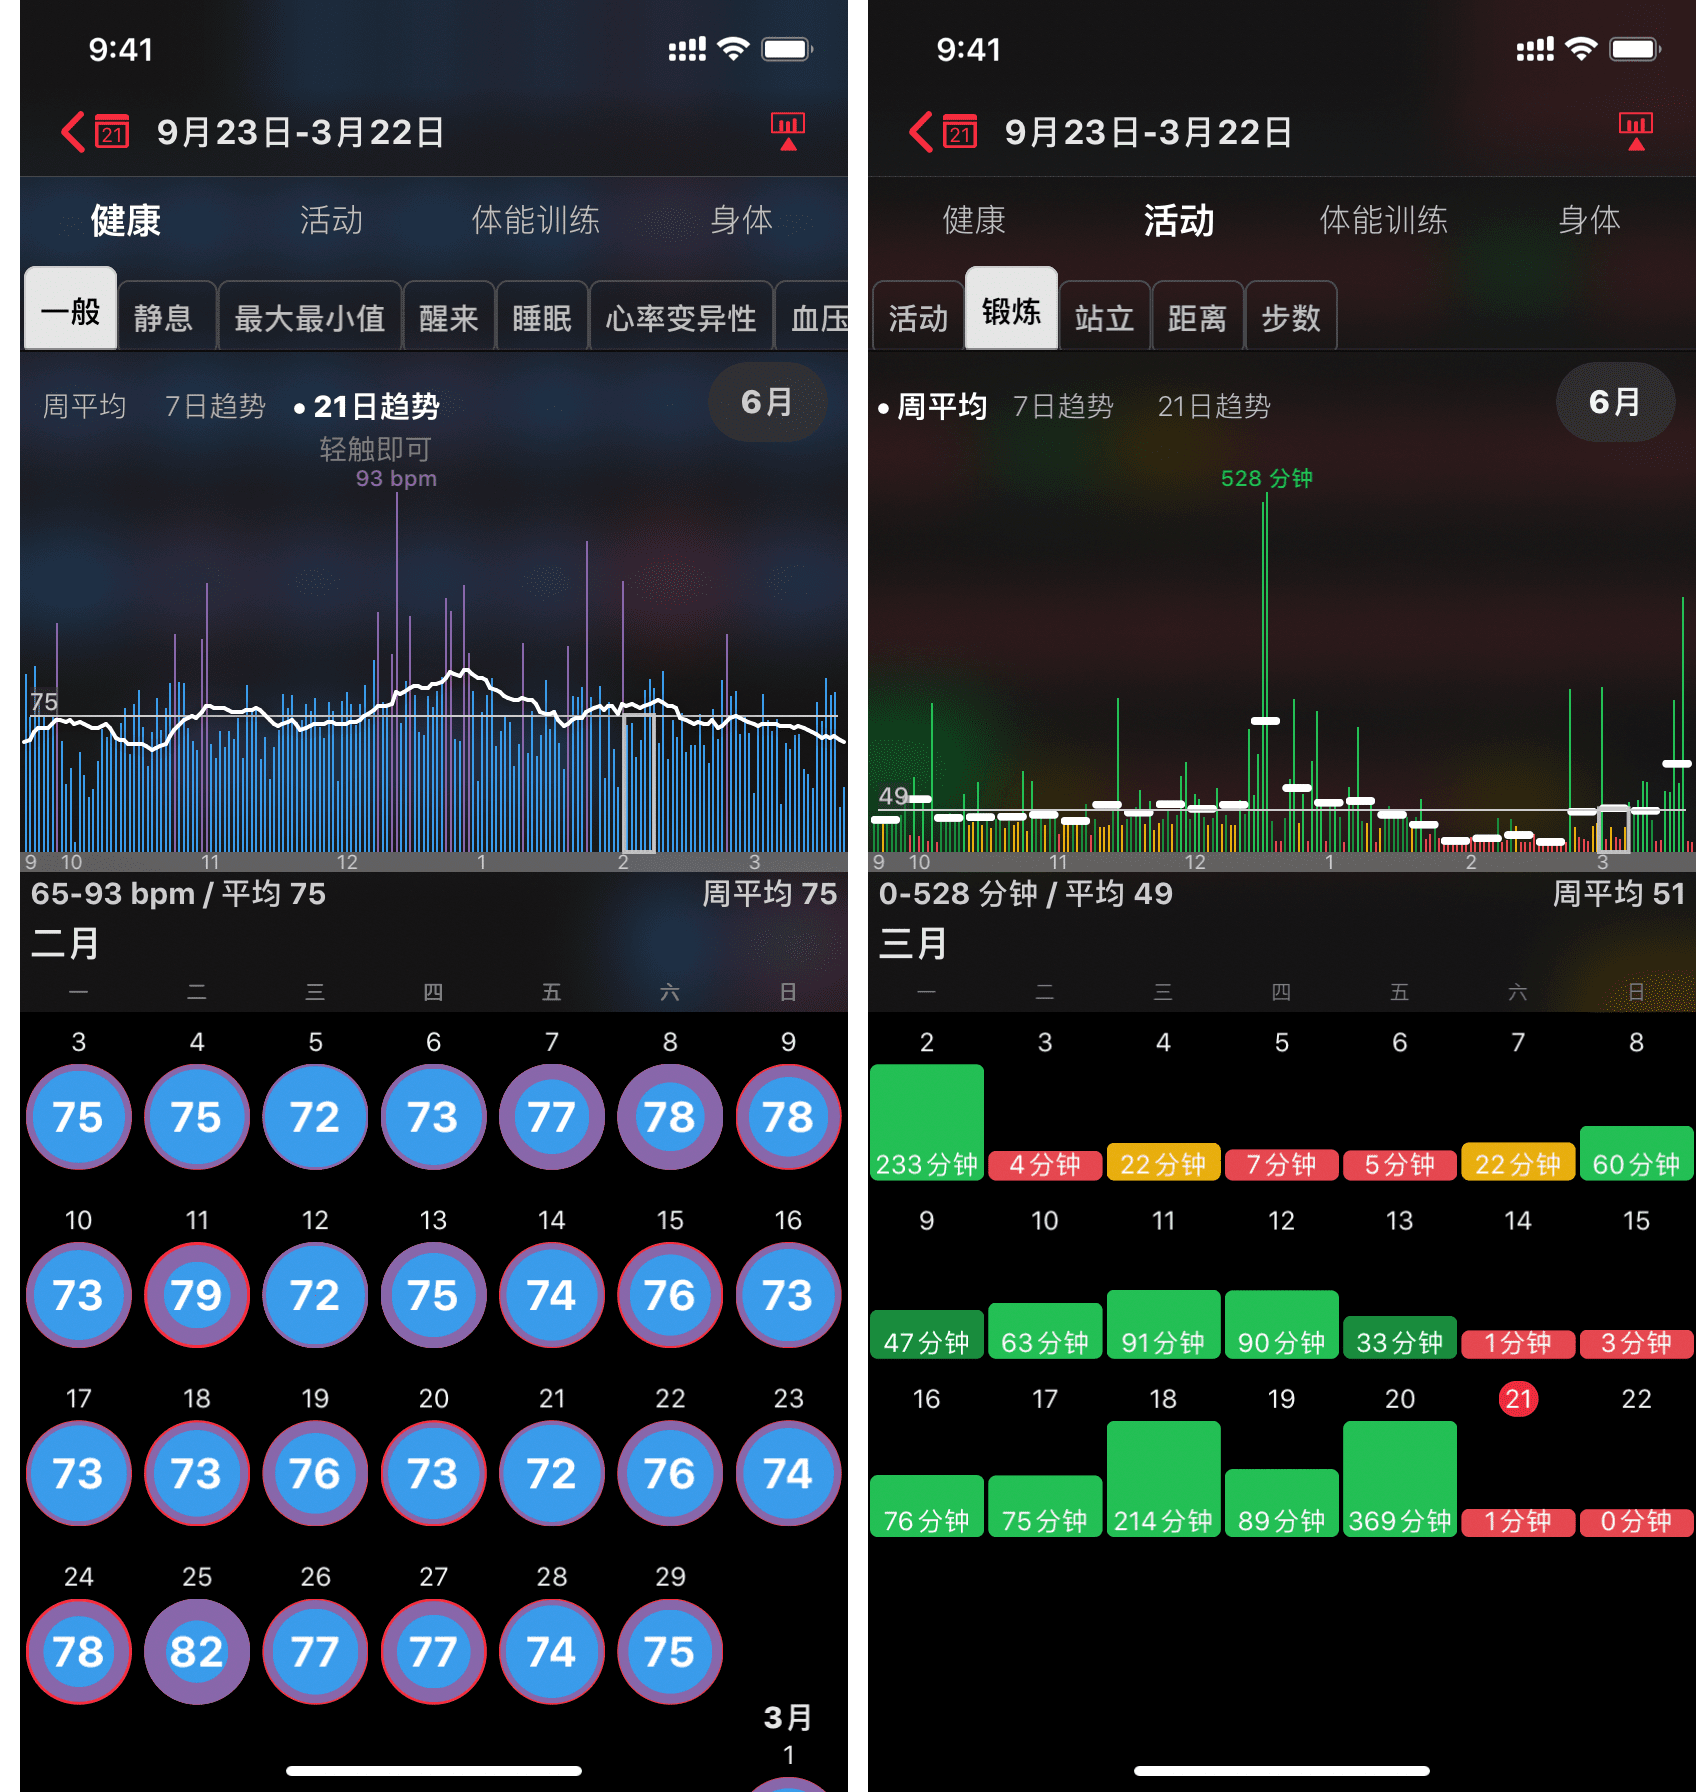 9:41
21 9月23日-3月22日
健康 活动 体能训练 身体
一般 静息 最大最小值 醒来 睡眠 心率变异性 血压
周平均 7日趋势 • 21日趋势 6月
轻触即可
93 bpm
75
9 10 11 12 1 2 3
65-93 bpm / 平均 75 周平均 75
二月
一 二 三 四 五 六 日
3 4 5 6 7 8 9
75 75 72 73 77 78 78
10 11 12 13 14 15 16
73 79 72 75 74 76 73
17 18 19 20 21 22 23
73 73 76 73 72 76 74
24 25 26 27 28 29
78 82 77 77 74 75
3月
1
9:41
21 9月23日-3月22日
健康 活动 体能训练 身体
活动 锻炼 站立 距离 步数
• 周平均 7日趋势 21日趋势 6月
528 分钟
49
9 10 11 12 1 2 3
0-528 分钟 / 平均 49 周平均 51
三月
一 二 三 四 五 六 日
2 3 4 5 6 7 8
233分钟 4分钟 22分钟 7分钟 5分钟 22分钟 60分钟
9 10 11 12 13 14 15
47分钟 63分钟 91分钟 90分钟 33分钟 1分钟 3分钟
16 17 18 19 20 21 22
76分钟 75分钟 214分钟 89分钟 369分钟 1分钟 0分钟